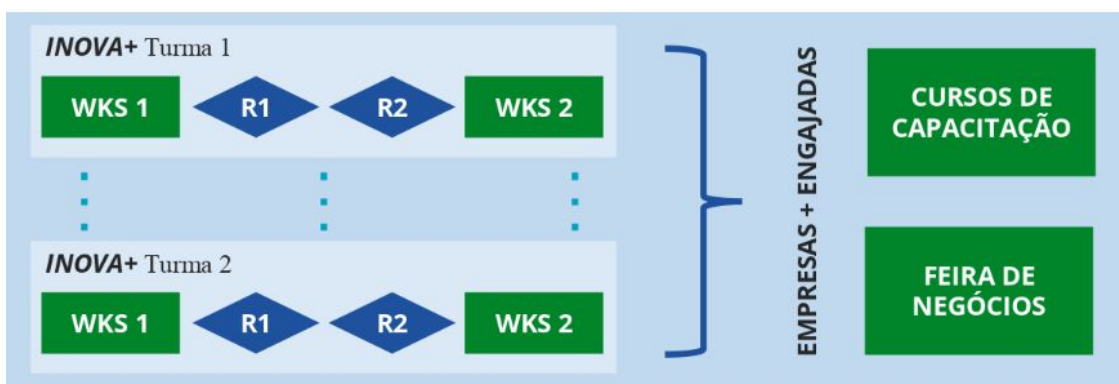 INOVA+ Turma 1
WKS 1
R1
R2
WKS 2
INOVA+ Turma 2
WKS 1
R1
R2
WKS 2
EMPRESAS + ENGAJADAS
CURSOS DE
CAPACITAÇÃO
FEIRA DE
NEGÓCIOS